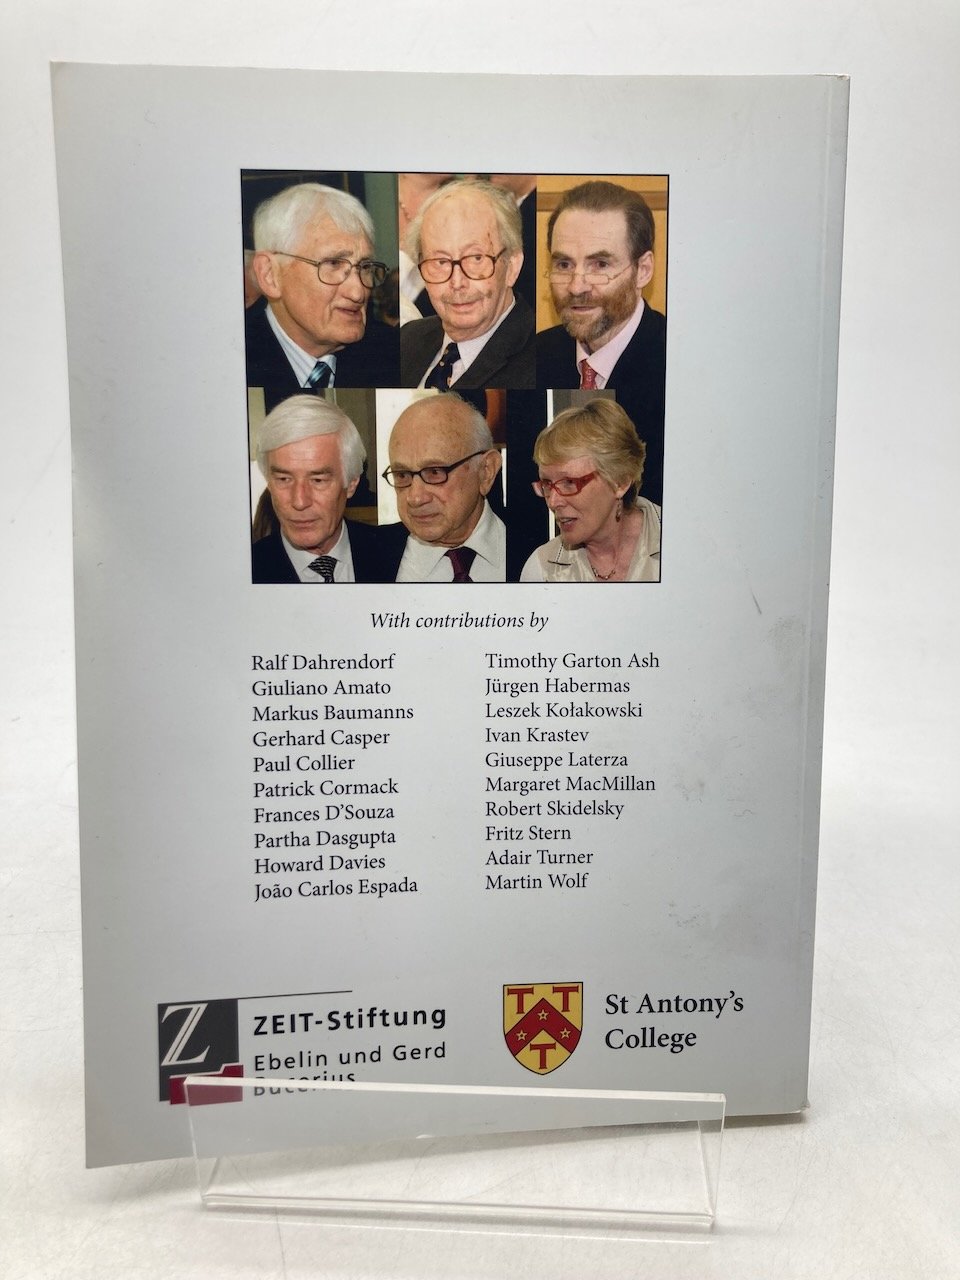 With contributions by
Ralf Dahrendorf
Giuliano Amato
Markus Baumanns
Gerhard Casper
Paul Collier
Patrick Cormack
Frances D'Souza
Partha Dasgupta
Howard Davies
João Carlos Espada
Timothy Garton Ash
Jürgen Habermas
Leszek Kołakowski
Ivan Krastev
Giuseppe Laterza
Margaret MacMillan
Robert Skidelsky
Fritz Stern
Adair Turner
Martin Wolf
Z
ZEIT-Stiftung
Ebelin und Gerd
Bucerius
St Antony's
College